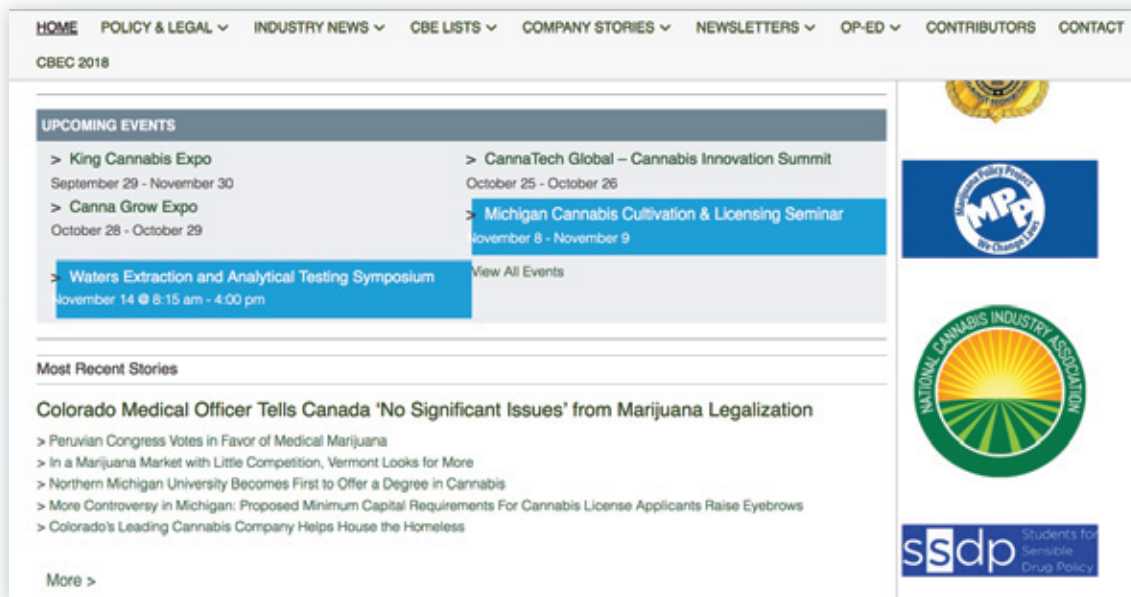 HOME POLICY & LEGAL INDUSTRY NEWS CBE LISTS COMPANY STORIES NEWSLETTERS OP-ED CONTRIBUTORS CONTACT
CBEC 2018
UPCOMING EVENTS
> King Cannabis Expo
September 29 - November 30
> Canna Grow Expo
October 28 - October 29
> Waters Extraction and Analytical Testing Symposium
November 14 @ 8:15 am - 4:00 pm
> CannaTech Global – Cannabis Innovation Summit
October 25 - October 26
> Michigan Cannabis Cultivation & Licensing Seminar
November 8 - November 9
View All Events
Most Recent Stories
Colorado Medical Officer Tells Canada ‘No Significant Issues’ from Marijuana Legalization
> Peruvian Congress Votes in Favor of Medical Marijuana
> In a Marijuana Market with Little Competition, Vermont Looks for More
> Northern Michigan University Becomes First to Offer a Degree in Cannabis
> More Controversy in Michigan: Proposed Minimum Capital Requirements For Cannabis License Applicants Raise Eyebrows
> Colorado’s Leading Cannabis Company Helps House the Homeless
More >
Marijuana Policy Project
MPP
We Change Laws
NATIONAL CANNABIS INDUSTRY ASSOCIATION
ssdp
Students for
Sensible
Drug Policy